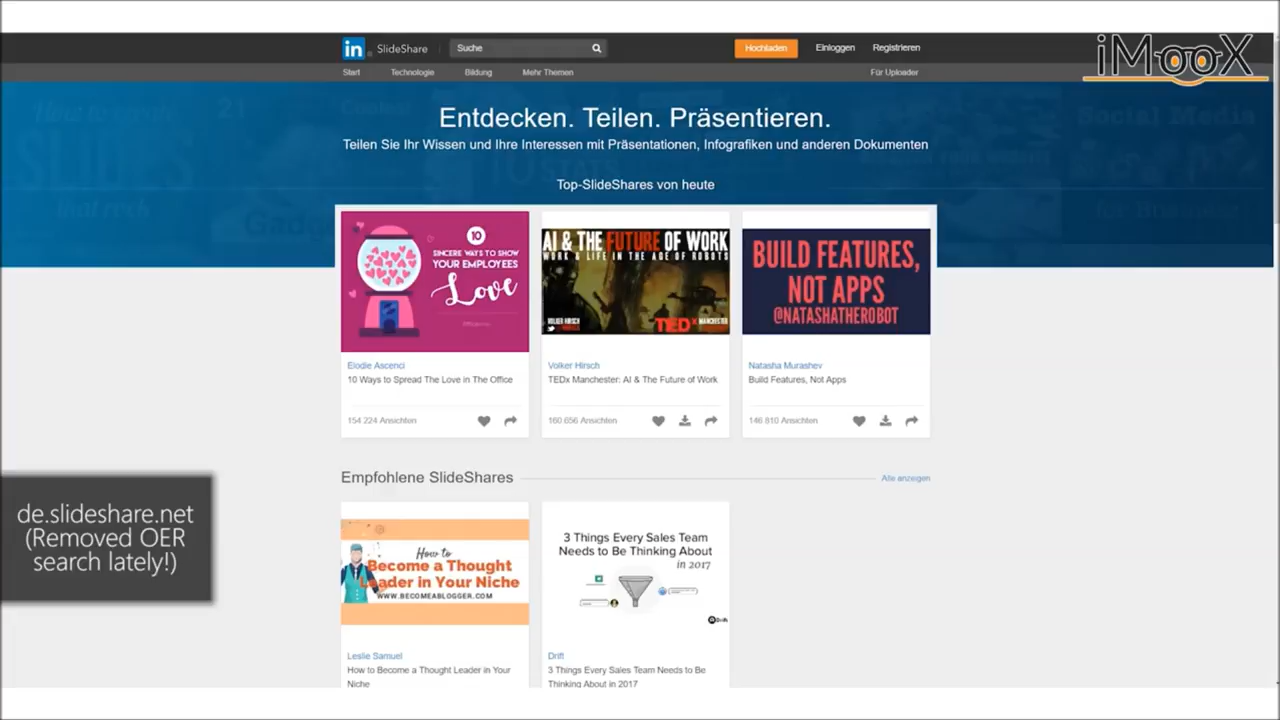 in SlideShare Suche Hochladen Einloggen Registrieren
iMooX
Start Technologie Bildung Mehr Themen Für Uploader
Entdecken. Teilen. Präsentieren.
Teilen Sie Ihr Wissen und Ihre Interessen mit Präsentationen, Infografiken und anderen Dokumenten
Top-SlideShares von heute
10
SINCERE WAYS TO SHOW
YOUR EMPLOYEES
Love
AI & THE FUTURE OF WORK
WORK & LIFE IN THE AGE OF ROBOTS
VOLKER HIRSCH
TEDx MANCHESTER
BUILD FEATURES,
NOT APPS
@NATASHATHEROBOT
Elodie Ascenci
10 Ways to Spread The Love in The Office
154 224 Ansichten
Volker Hirsch
TEDx Manchester: AI & The Future of Work
160 656 Ansichten
Natasha Murashev
Build Features, Not Apps
146 810 Ansichten
Empfohlene SlideShares Alle anzeigen
de.slideshare.net
(Removed OER
search lately!)
How to
Become a Thought
Leader in Your Niche
WWW.BECOMEABLOGGER.COM
3 Things Every Sales Team
Needs to Be Thinking About
in 2017
Drift
Leslie Samuel
How to Become a Thought Leader in Your
Niche
Drift
3 Things Every Sales Team Needs to Be
Thinking About in 2017